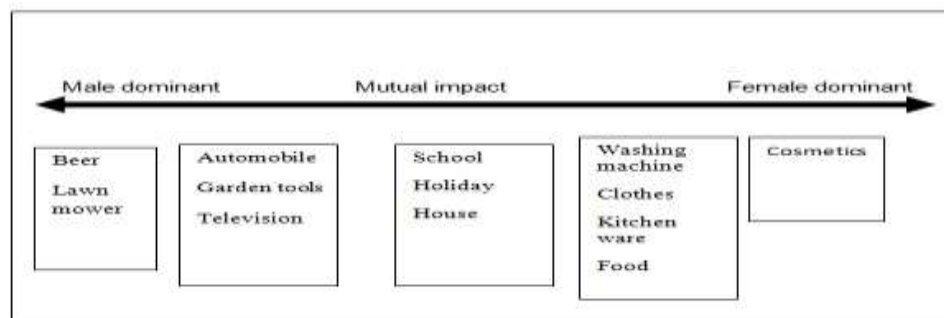 Male dominant Mutual impact Female dominant
Beer
Lawn
mower
Automobile
Garden tools
Television
School
Holiday
House
Washing
machine
Clothes
Kitchen
ware
Food
Cosmetics